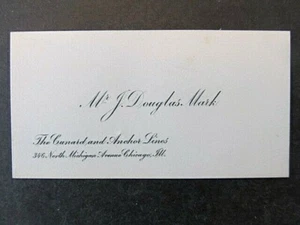 Mr J. Douglas Mark
The Cunard and Anchor Lines
346, North Michigan Avenue Chicago, Ill.